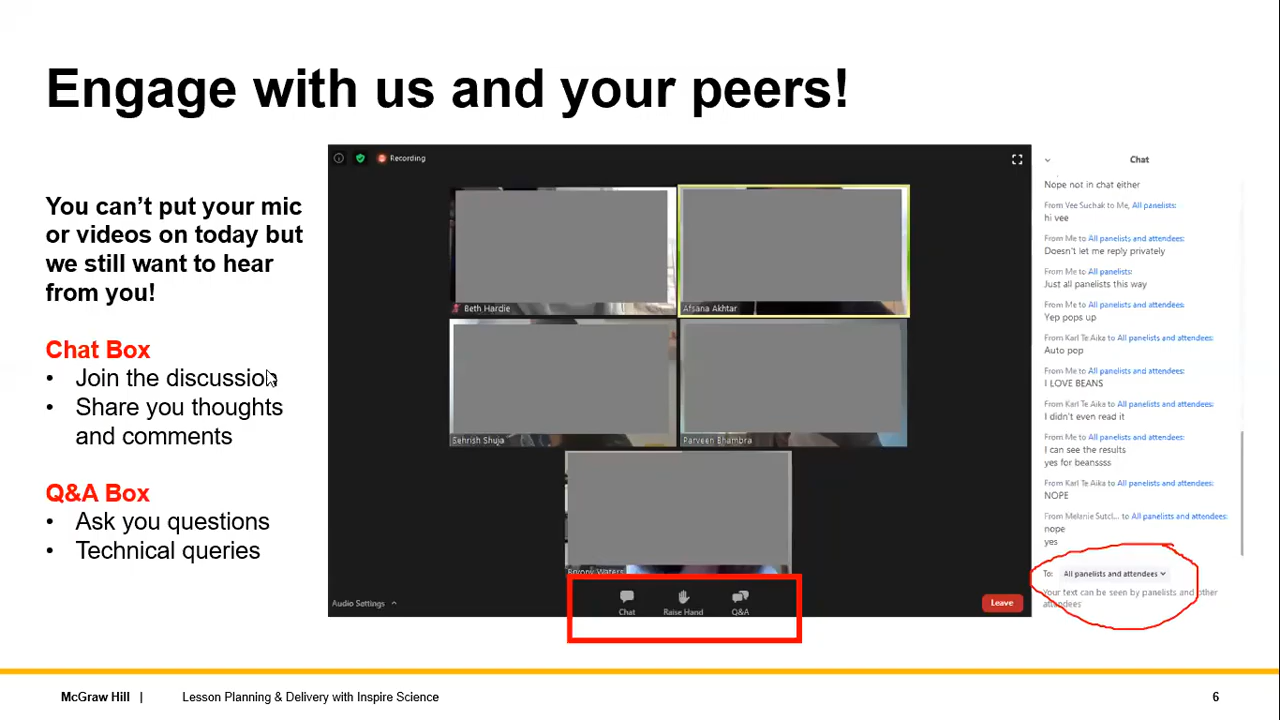 Engage with us and your peers!
You can't put your mic
or videos on today but
we still want to hear
from you!
Chat Box
• Join the discussion
• Share you thoughts
and comments
Q&A Box
• Ask you questions
• Technical queries
Recording
Beth Hardie
Afsana Akhtar
Sehrish Shuja
Parveen Bhambra
Bryony Waters
Audio Settings
Chat
Raise Hand
Q&A
Leave
Chat
Nope not in chat either
From Vee Suchak to Me, All panelists:
hi vee
From Me to All panelists and attendees:
Doesn't let me reply privately
From Me to All panelists:
Just all panelists this way
From Me to All panelists and attendees:
Yep pops up
From Karl Te Aika to All panelists and attendees:
Auto pop
From Me to All panelists and attendees:
I LOVE BEANS
From Karl Te Aika to All panelists and attendees:
I didn't even read it
From Me to All panelists and attendees:
I can see the results
yes for beanssss
From Karl Te Aika to All panelists and attendees:
NOPE
From Melanie Sutcl... to All panelists and attendees:
nope
yes
To: All panelists and attendees
Your text can be seen by panelists and other
attendees
McGraw Hill | Lesson Planning & Delivery with Inspire Science
6